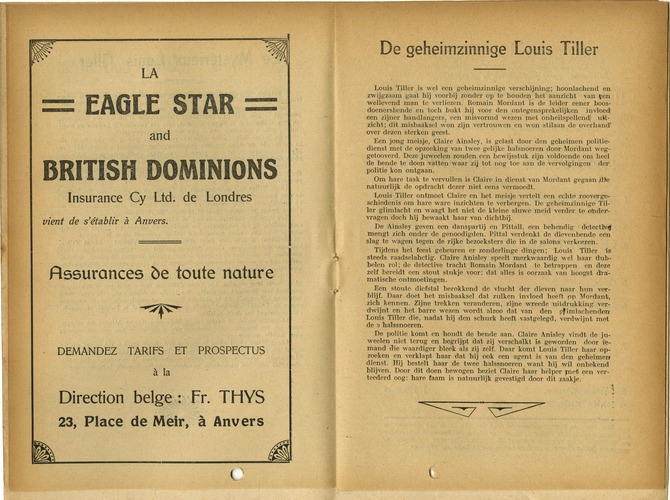 LA
EAGLE STAR
and
BRITISH DOMINIONS
Insurance Cy Ltd. de Londres
vient de s'établir à Anvers.
Assurances de toute nature
DEMANDEZ TARIFS ET PROSPECTUS
à la
Direction belge : Fr. THYS
23, Place de Meir, à Anvers
De geheimzinnige Louis Tiller
Louis Tiller is wel een geheimzinnige verschijning; hoonlachend en
zwijgzaam gaat hij voorbij zonder op te houden het aanzicht van een
wellevend man te verliezen. Romain Mordant is de leider eener boos-
doenersbende en toch bukt hij voor den ontegensprekelijken invloed
een zijner handlangers, een misvormd wezen met onheilspellend uit-
zicht; dit misbaksel won zijn vertrouwen en won stilaan de overhand
over dezen sterken geest.
Een jong meisje, Claire Ainsley, is gelast door den geheimen politie-
dienst met de opzoeking van twee gelijke halssnoeren door Mordant weg-
getooverd. Deze juweelen zouden een bewijsstuk zijn voldoende om heel
de bende te doen vatten waar zij tot nog toe aan de vervolgingen der
politie kon ontgaan.
Om hare taak te vervullen is Claire in dienst van Mordant gegaan die
natuurlijk de opdracht dezer niet eens vermoedt.
Louis Tiller ontmoet Claire en het meisje vertelt een echte rooverge-
schiedenis om hare ware inzichten te verbergen. De geheimzinnige Til-
ler glimlacht en waagt het niet de kleine sluwe meid verder te onder-
vragen doch hij bewaakt haar van dichtbij.
De Ainsley geven een danspartij en Pittall, een behendig detective
mengt zich onder de genoodigden. Pittal verdenkt de dievenbende een
slag te wagen tegen de rijke bezoeksters die in de salons verkoezen.
Tijdens het feest gebeuren er zonderlinge dingen; Louis Tiller is
steeds raadselachtig. Claire Anisley speelt merkwaardig wel haar dub-
belen rol; de detective tracht Romain Mordant te betrappen en deze
zelf bereidt een stout stukje voor; dat alles is oorzaak van hoogst dra-
matische ontmoetingen.
Een stoute diefstal berokkend de vlucht der dieven naar hun ver-
blijf. Daar doet het misbaksel dat zulken invloed heeft op Mordant,
zich kennen. Zijne trekken veranderen, zijne wreede uitdrukking ver-
dwijnt en het barre wezen wordt alzoo dat van den glimlachenden
Louis Tiller die, nadat hij den schurk heeft vastgelegd, verdwijnt met
de 2 halssnoeren.
De politie komt en houdt de bende aan. Claire Anisley vindt de ju-
weelen niet terug en begrijpt dat zij verschalkt is geworden door ie-
mand die waardiger bleek als zij zelf. Daar komt Louis Tiller haar op-
zoeken en verklapt haar dat hij ook een agent is van den geheimen
dienst. Hij bestelt haar de twee halssnoeren want hij wil onbekend
blijven. Door dit doen bewogen beziet Claire haar helper met een ver-
teederd oog: hare faam is natuurlijk gevestigd door dit zaakje.